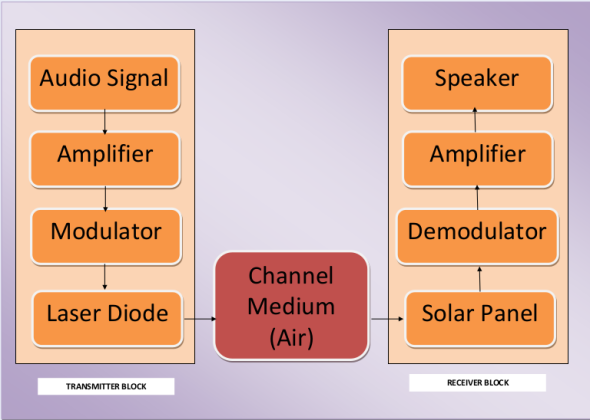 Audio Signal
Amplifier
Modulator
Laser Diode
TRANSMITTER BLOCK
Channel
Medium
(Air)
Speaker
Amplifier
Demodulator
Solar Panel
RECEIVER BLOCK